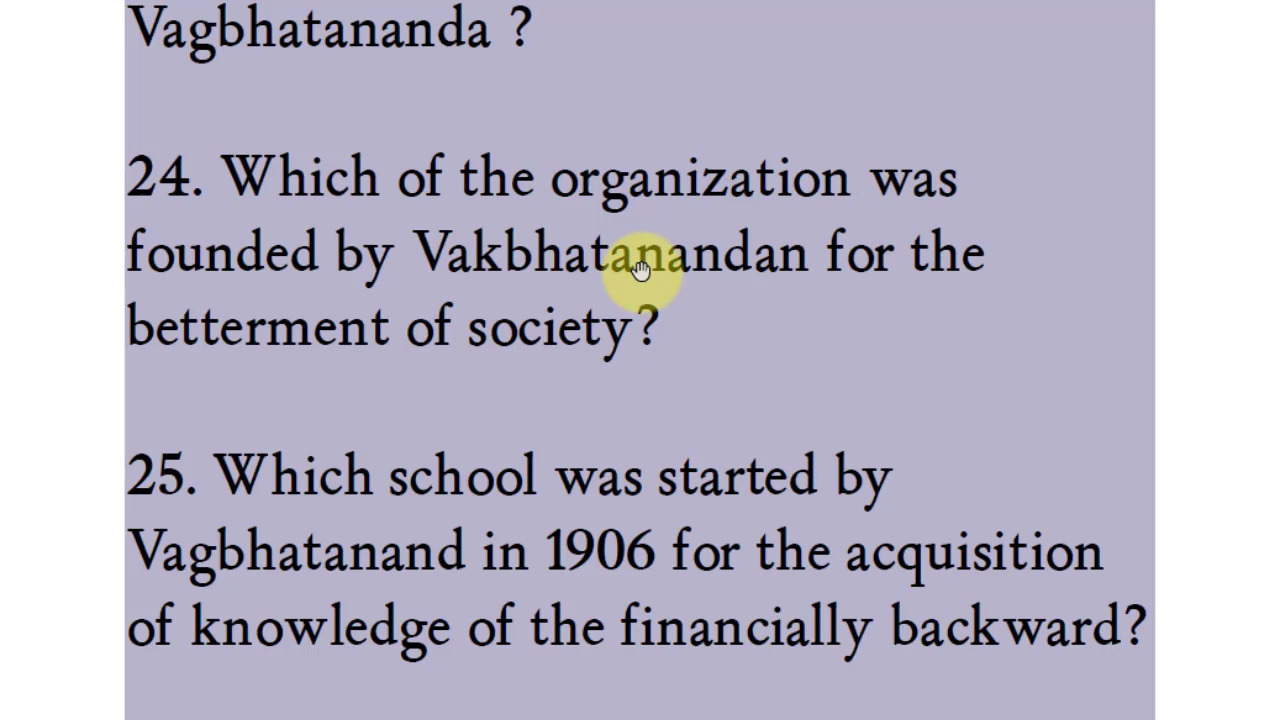 Vagbhatananda ?
24. Which of the organization was
founded by Vakbhatanandan for the
betterment of society?
25. Which school was started by
Vagbhatanand in 1906 for the acquisition
of knowledge of the financially backward?